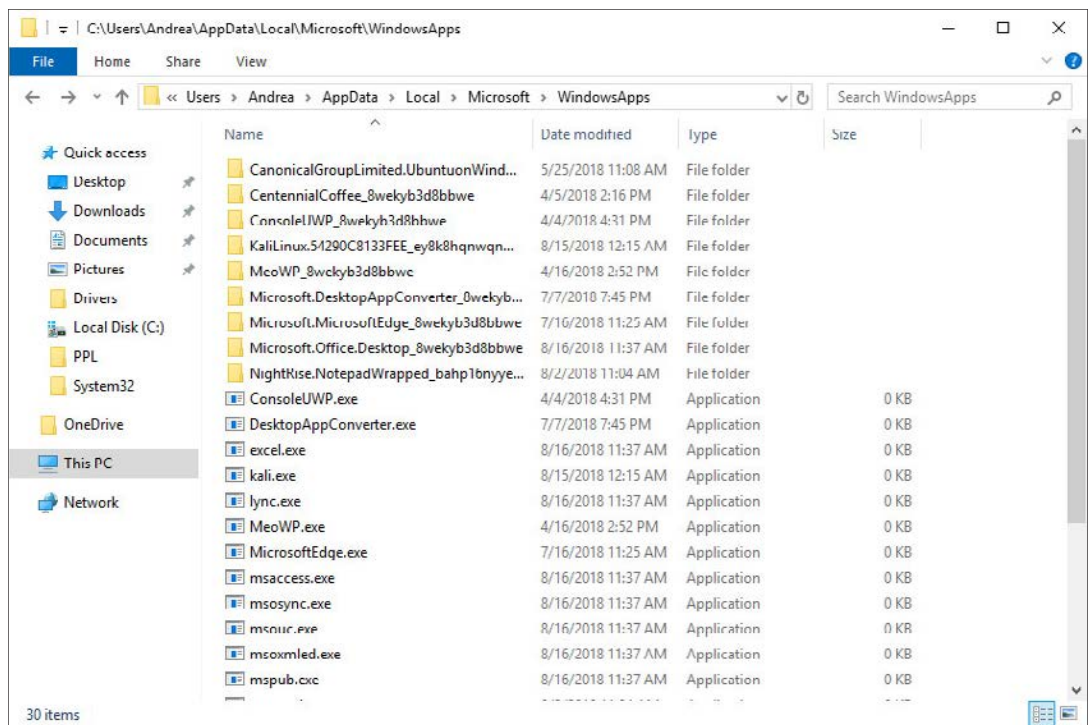 C:\Users\Andrea\AppData\Local\Microsoft\WindowsApps
File Home Share View
« Users > Andrea > AppData > Local > Microsoft > WindowsApps Search WindowsApps
Name Date modified Type Size
Quick access
Desktop
Downloads
Documents
Pictures
Drivers
Local Disk (C:)
PPL
System32
OneDrive
This PC
Network
CanonicalGroupLimited.UbuntuonWind... 5/25/2018 11:08 AM File folder
CentennialCoffee_8wekyb3d8bbwe 4/5/2018 2:16 PM File folder
ConsoleUWP_8wekyb3d8bbwe 4/4/2018 4:31 PM File folder
KaliLinux.54290C8133FEE_ey8k8hqnwqn... 8/15/2018 12:15 AM File folder
MeoWP_8wekyb3d8bbwe 4/16/2018 2:52 PM File folder
Microsoft.DesktopAppConverter_8wekyb... 7/7/2018 7:45 PM File folder
Microsoft.MicrosoftEdge_8wekyb3d8bbwe 7/16/2018 11:25 AM File folder
Microsoft.Office.Desktop_8wekyb3d8bbwe 8/16/2018 11:37 AM File folder
NightRise.NotepadWrapped_bahp16nyye... 8/2/2018 11:04 AM File folder
ConsoleUWP.exe 4/4/2018 4:31 PM Application 0 KB
DesktopAppConverter.exe 7/7/2018 7:45 PM Application 0 KB
excel.exe 8/16/2018 11:37 AM Application 0 KB
kali.exe 8/15/2018 12:15 AM Application 0 KB
lync.exe 8/16/2018 11:37 AM Application 0 KB
MeoWP.exe 4/16/2018 2:52 PM Application 0 KB
MicrosoftEdge.exe 7/16/2018 11:25 AM Application 0 KB
msaccess.exe 8/16/2018 11:37 AM Application 0 KB
msosync.exe 8/16/2018 11:37 AM Application 0 KB
msouc.exe 8/16/2018 11:37 AM Application 0 KB
msoxmled.exe 8/16/2018 11:37 AM Application 0 KB
mspub.exe 8/16/2018 11:37 AM Application 0 KB
30 items